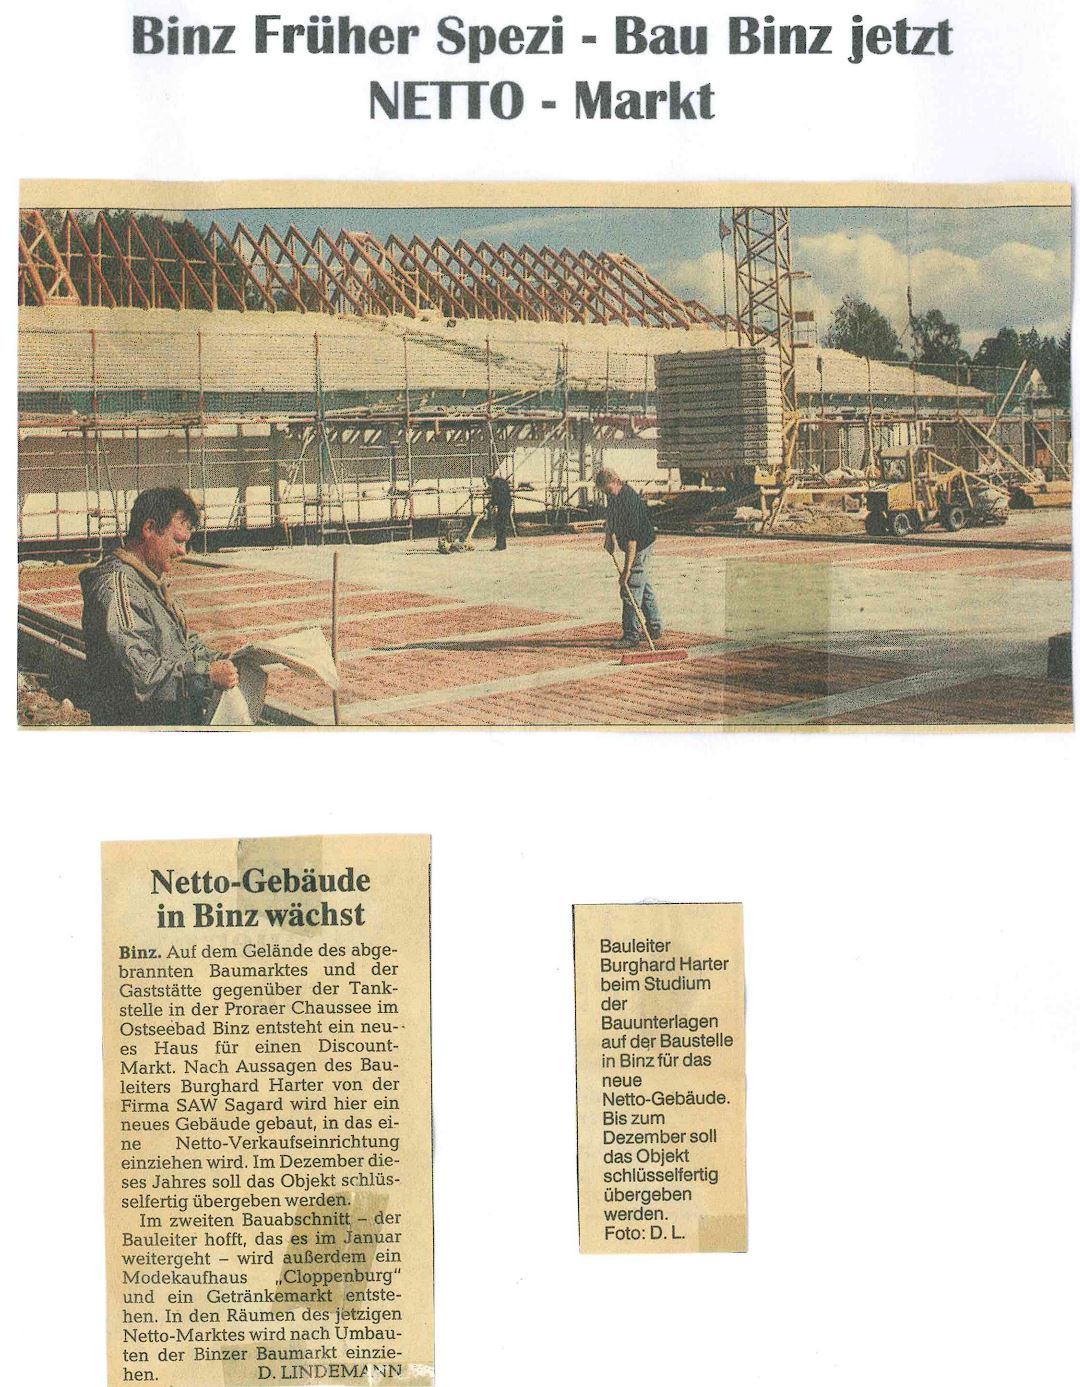 Binz Früher Spezi - Bau Binz jetzt
NETTO - Markt
Netto-Gebäude
in Binz wächst
Binz. Auf dem Gelände des abge-
brannten Baumarktes und der
Gaststätte gegenüber der Tank-
stelle in der Proraer Chaussee im
Ostseebad Binz entsteht ein neu-
es Haus für einen Discount-
Markt. Nach Aussagen des Bau-
leiters Burghard Harter von der
Firma SAW Sagard wird hier ein
neues Gebäude gebaut, in das ei-
ne Netto-Verkaufseinrichtung
einziehen wird. Im Dezember die-
ses Jahres soll das Objekt schlüs-
selfertig übergeben werden.
Im zweiten Bauabschnitt – der
Bauleiter hofft, das es im Januar
weitergeht – wird außerdem ein
Modekaufhaus „Cloppenburg“
und ein Getränkemarkt entste-
hen. In den Räumen des jetzigen
Netto-Marktes wird nach Umbau-
ten der Binzer Baumarkt einzie-
hen. D. LINDEMANN
Bauleiter
Burghard Harter
beim Studium
der
Bauunterlagen
auf der Baustelle
in Binz für das
neue
Netto-Gebäude.
Bis zum
Dezember soll
das Objekt
schlüsselfertig
übergeben
werden.
Foto: D. L.